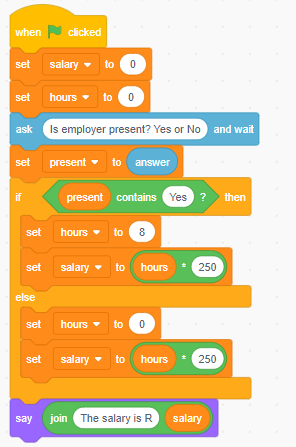 when clicked
set salary to 0
set hours to 0
ask Is employer present? Yes or No and wait
set present to answer
if present contains Yes ? then
set hours to 8
set salary to hours * 250
else
set hours to 0
set salary to hours * 250
say join The salary is R salary